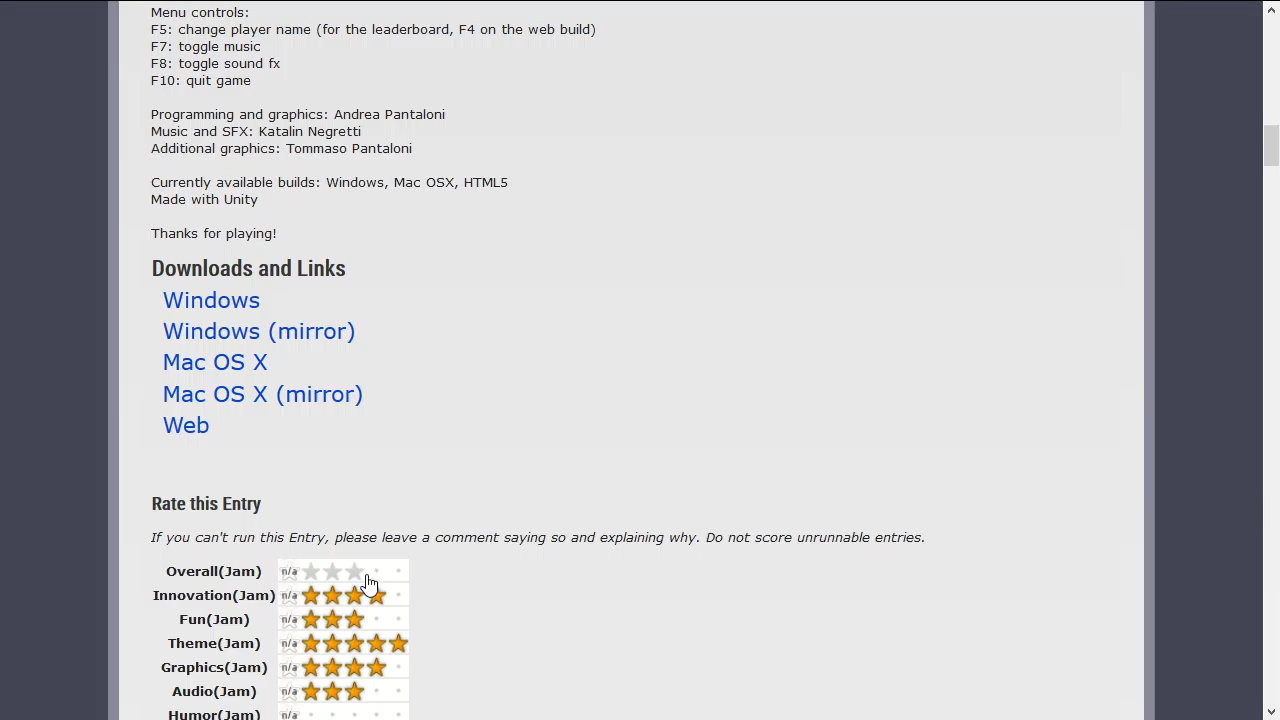 Menu controls:
F5: change player name (for the leaderboard, F4 on the web build)
F7: toggle music
F8: toggle sound fx
F10: quit game
Programming and graphics: Andrea Pantaloni
Music and SFX: Katalin Negretti
Additional graphics: Tommaso Pantaloni
Currently available builds: Windows, Mac OSX, HTML5
Made with Unity
Thanks for playing!
Downloads and Links
Windows
Windows (mirror)
Mac OS X
Mac OS X (mirror)
Web
Rate this Entry
If you can't run this Entry, please leave a comment saying so and explaining why. Do not score unrunnable entries.
Overall(Jam) n/a
Innovation(Jam) n/a
Fun(Jam) n/a
Theme(Jam) n/a
Graphics(Jam) n/a
Audio(Jam) n/a
Humor(Jam) n/a